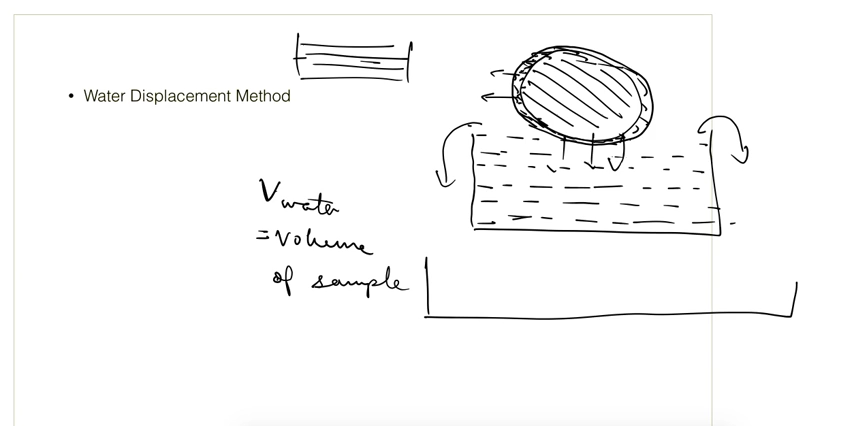 • Water Displacement Method
Vwater
= Volume
of sample